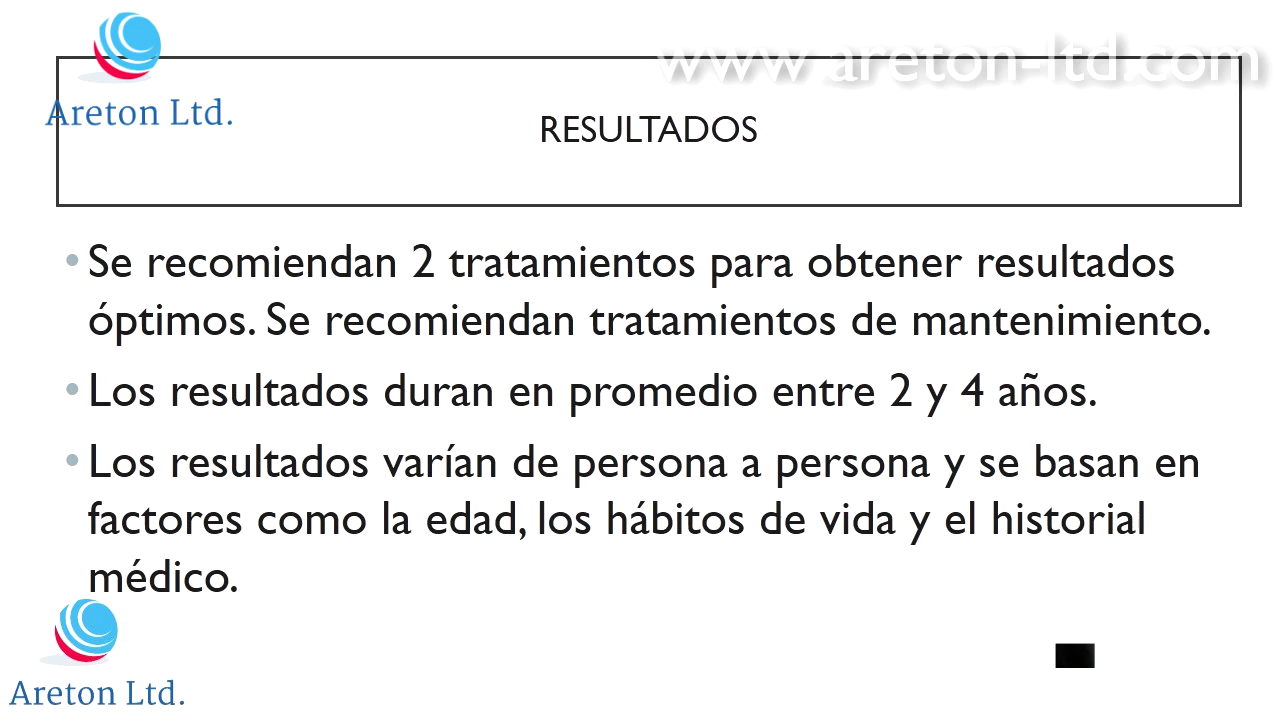 www.areton-ltd.com
Areton Ltd.
RESULTADOS
• Se recomiendan 2 tratamientos para obtener resultados
óptimos. Se recomiendan tratamientos de mantenimiento.
• Los resultados duran en promedio entre 2 y 4 años.
• Los resultados varían de persona a persona y se basan en
factores como la edad, los hábitos de vida y el historial
médico.
Areton Ltd.